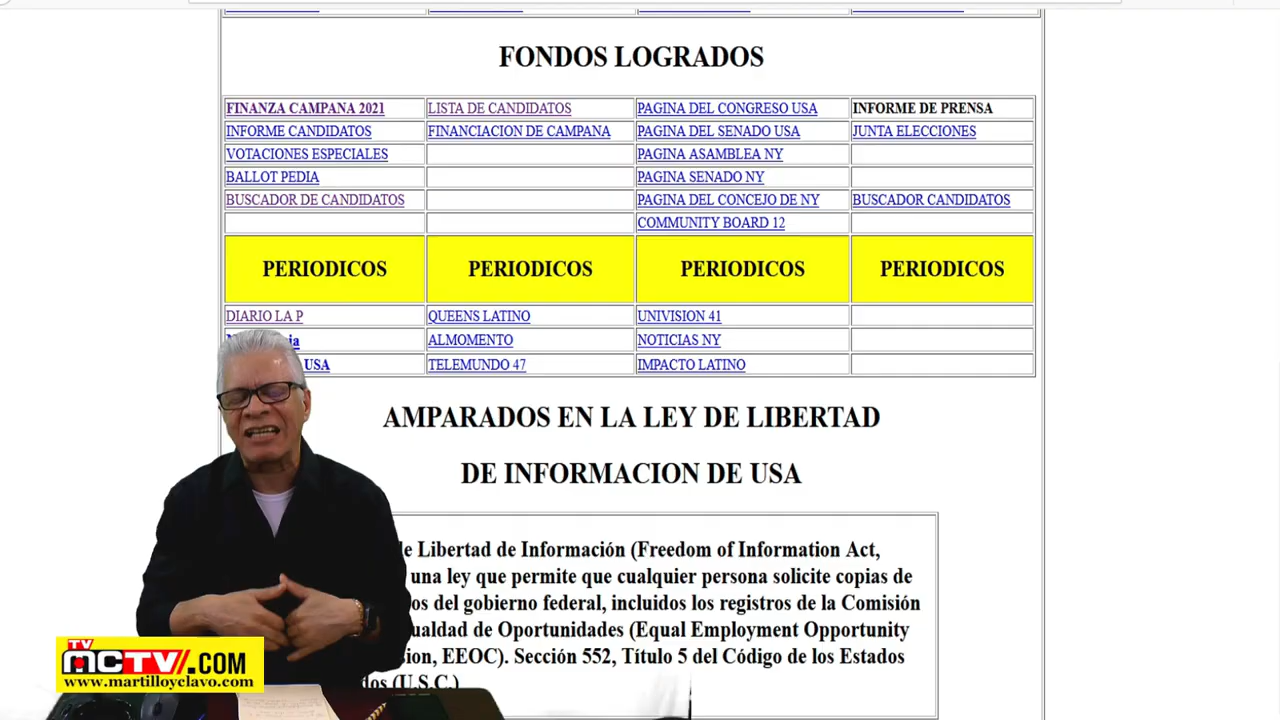 FONDOS LOGRADOS
FINANZA CAMPANA 2021 LISTA DE CANDIDATOS PAGINA DEL CONGRESO USA INFORME DE PRENSA
INFORME CANDIDATOS FINANCIACION DE CAMPANA PAGINA DEL SENADO USA JUNTA ELECCIONES
VOTACIONES ESPECIALES PAGINA ASAMBLEA NY
BALLOT PEDIA PAGINA SENADO NY
BUSCADOR DE CANDIDATOS PAGINA DEL CONCEJO DE NY BUSCADOR CANDIDATOS
COMMUNITY BOARD 12
PERIODICOS PERIODICOS PERIODICOS PERIODICOS
DIARIO LA P QUEENS LATINO UNIVISION 41
ALMOMENTO NOTICIAS NY
USA TELEMUNDO 47 IMPACTO LATINO
AMPARADOS EN LA LEY DE LIBERTAD
DE INFORMACION DE USA
de Libertad de Información (Freedom of Information Act,
una ley que permite que cualquier persona solicite copias de
del gobierno federal, incluidos los registros de la Comisión
de Oportunidades (Equal Employment Opportunity
EEOC). Sección 552, Título 5 del Código de los Estados
(U.S.C.)
TV
MCTV.COM
www.martilloyclavo.com